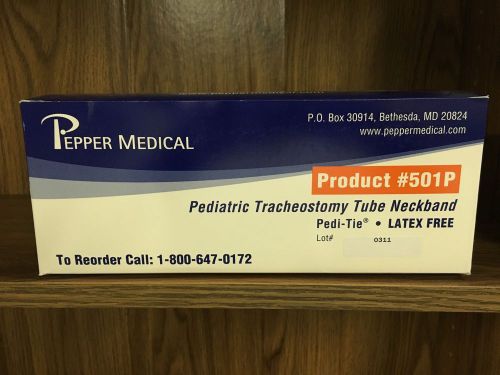 PEPPER MEDICAL
P.O. Box 30914, Bethesda, MD 20824
www.peppermedical.com
Product #501P
Pediatric Tracheostomy Tube Neckband
Pedi-Tie® • LATEX FREE
Lot# 0311
To Reorder Call: 1-800-647-0172